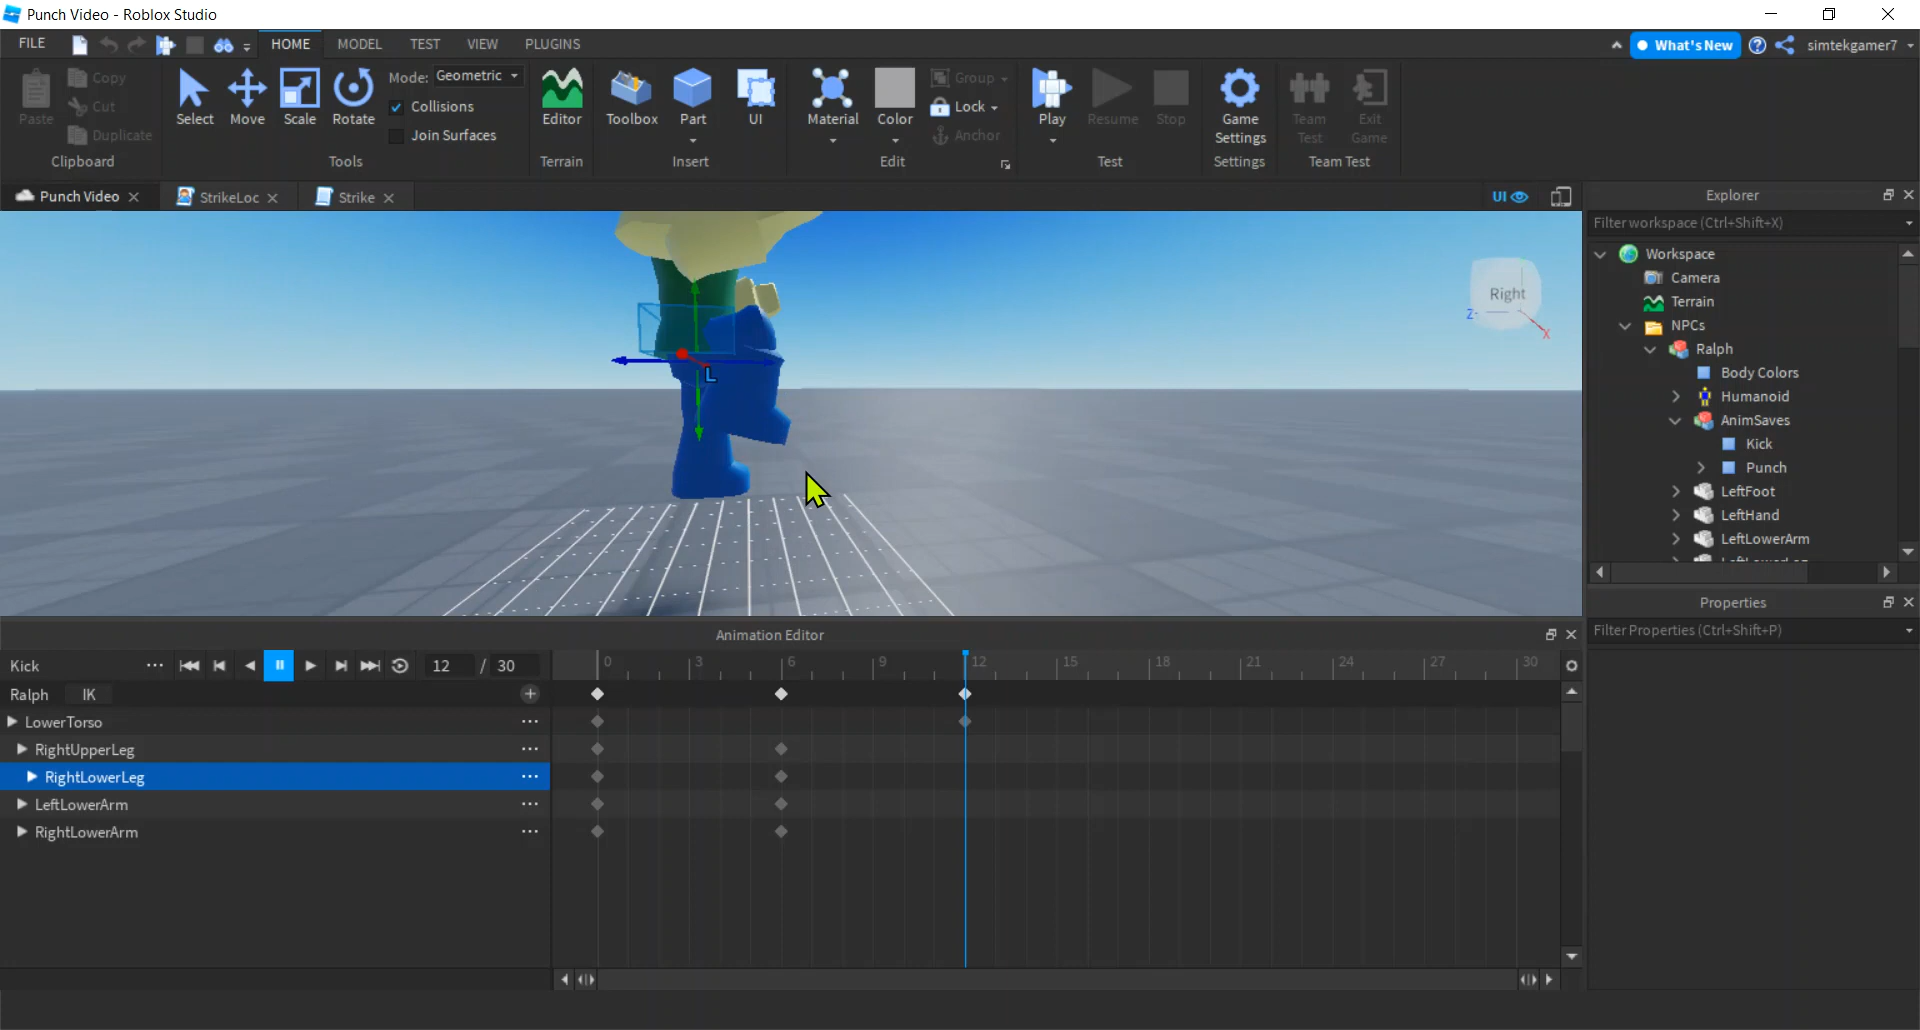 Punch Video - Roblox Studio
FILE HOME MODEL TEST VIEW PLUGINS What's New simtekgamer7
Paste Copy Cut Duplicate Clipboard
Select Move Scale Rotate Mode: Geometric Collisions Join Surfaces Tools
Editor Terrain
Toolbox Part UI Insert
Material Color Group Lock Anchor Edit
Play Resume Stop Test
Game Settings Settings
Team Test Exit Game Team Test
Punch Video StrikeLoc Strike UI
Right
Z
X
Explorer
Filter workspace (Ctrl+Shift+X)
Workspace
Camera
Terrain
NPCs
Ralph
Body Colors
Humanoid
AnimSaves
Kick
Punch
LeftFoot
LeftHand
LeftLowerArm
Properties
Filter Properties (Ctrl+Shift+P)
L
Animation Editor
Kick ... 12 / 30 0 3 6 9 12 15 18 21 24 27 30
Ralph IK
LowerTorso ...
RightUpperLeg ...
RightLowerLeg ...
LeftLowerArm ...
RightLowerArm ...